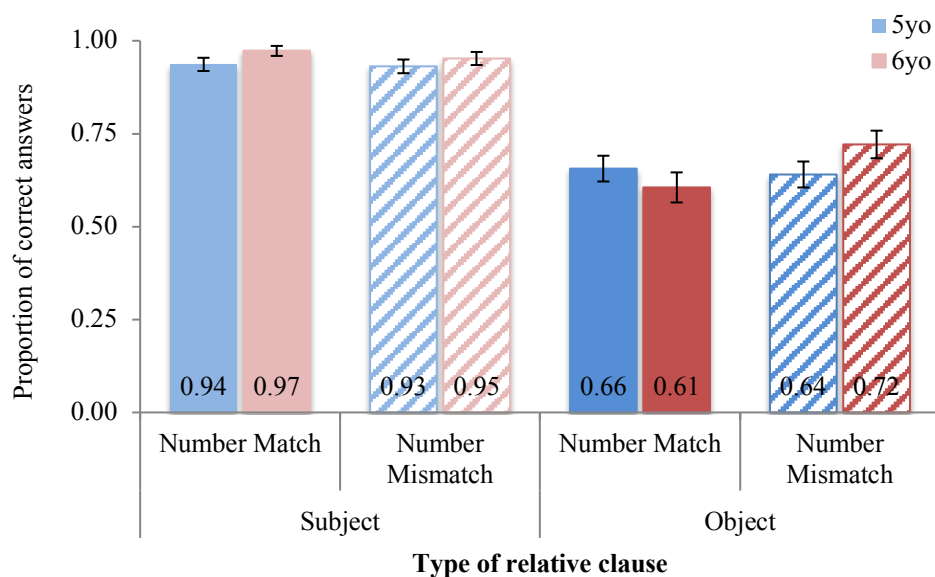 5yo
6yo
Proportion of correct answers
1.00
0.75
0.50
0.25
0.00
0.94 0.97 0.93 0.95 0.66 0.61 0.64 0.72
Number Match Number Mismatch Number Match Number Mismatch
Subject Object
Type of relative clause